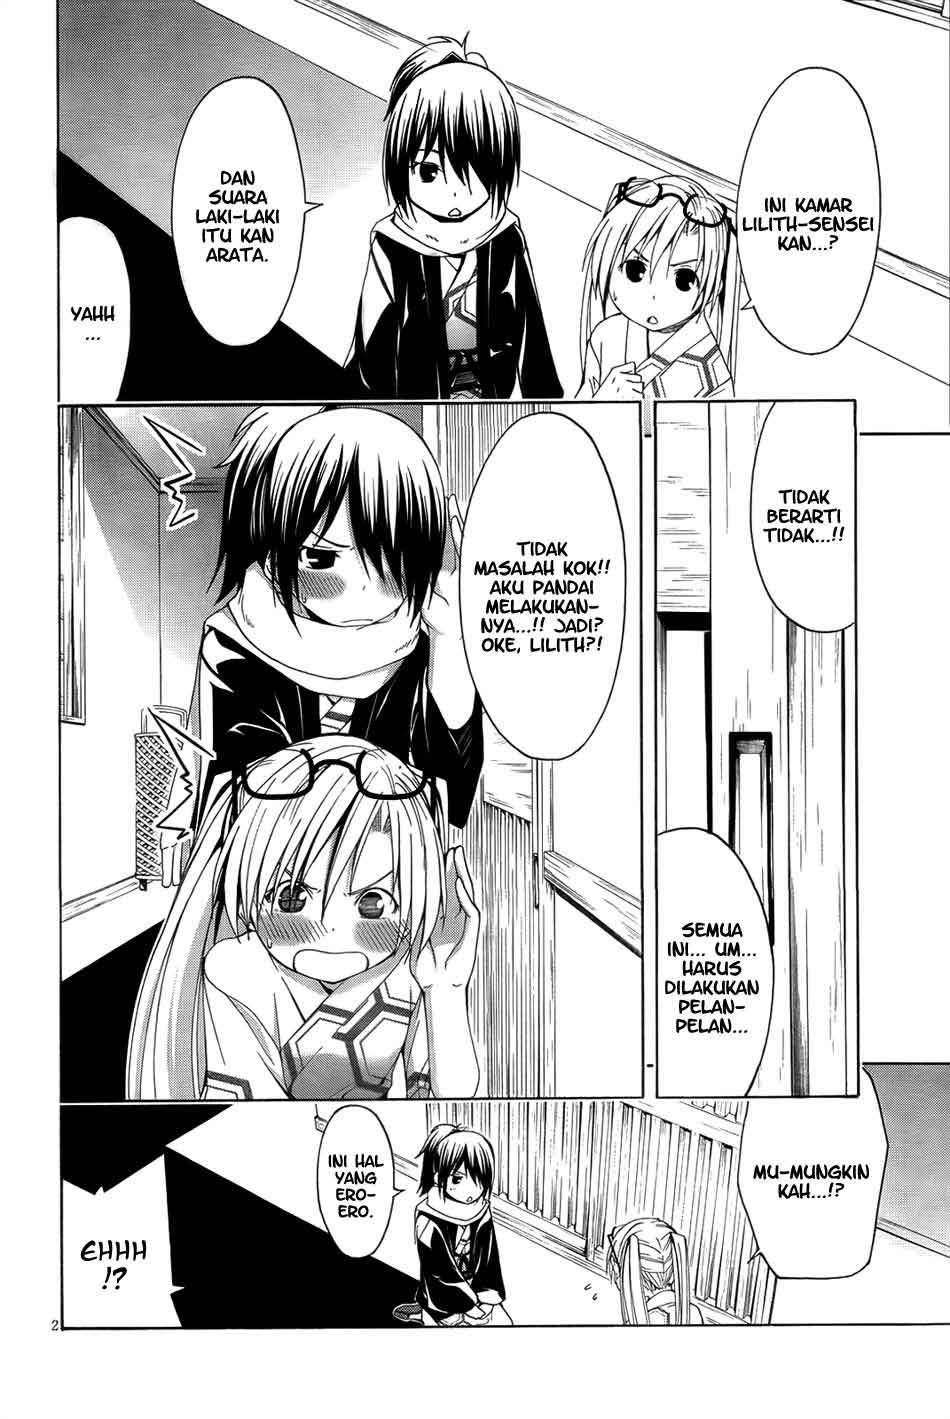 INI KAMAR
LILITH-SENSEI
KAN...?
DAN
SUARA
LAKI-LAKI
ITU KAN
ARATA.
YAHH
...
TIDAK
BERARTI
TIDAK...!!
SEMUA
INI... UM...
HARUS
DILAKUKAN
PELAN-
PELAN...
TIDAK
MASALAH KOK!!
AKU PANDAI
MELAKUKAN-
NYA...!! JADI?
OKE, LILITH?!
MU-MUNGKIN
KAH...!?
INI HAL
YANG
ERO-
ERO.
EHHH
!?
2